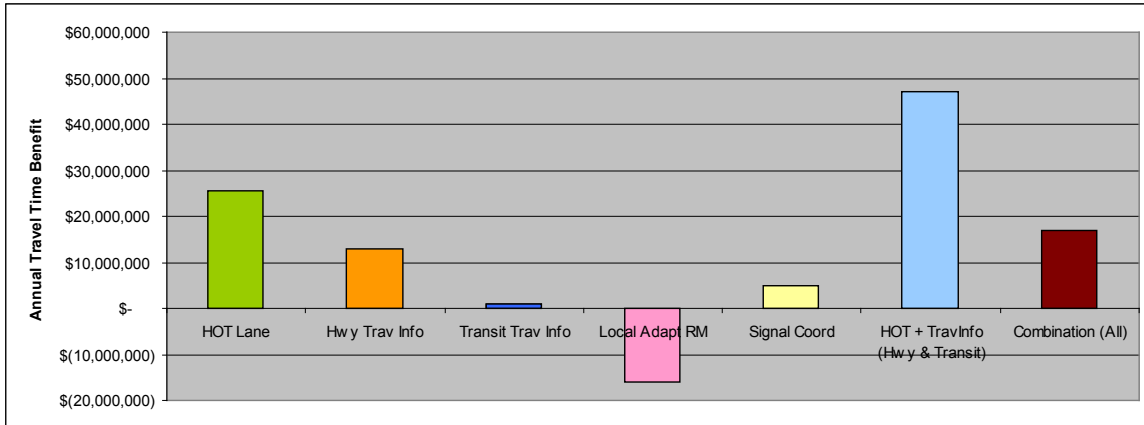 $60,000,000
$50,000,000
$40,000,000
$30,000,000
$20,000,000
$10,000,000
$-
$(10,000,000)
$(20,000,000)
Annual Travel Time Benefit
HOT Lane
Hwy Trav Info
Transit Trav Info
Local Adapt RM
Signal Coord
HOT + TravInfo
(Hwy & Transit)
Combination (All)